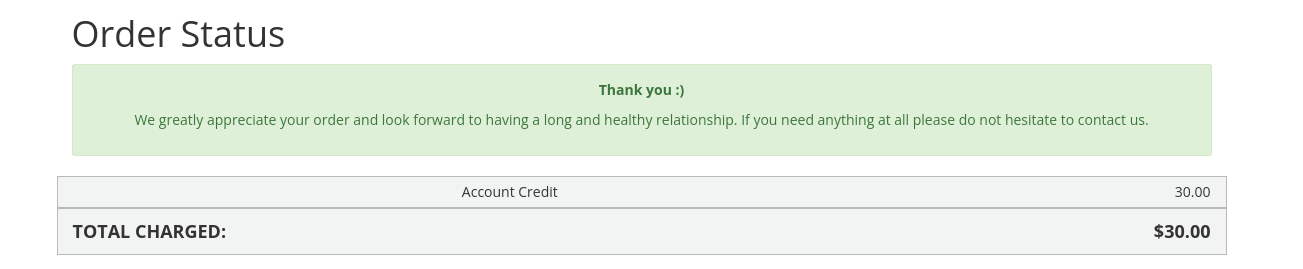 Order Status
Thank you :)
We greatly appreciate your order and look forward to having a long and healthy relationship. If you need anything at all please do not hesitate to contact us.
Account Credit 30.00
TOTAL CHARGED: $30.00